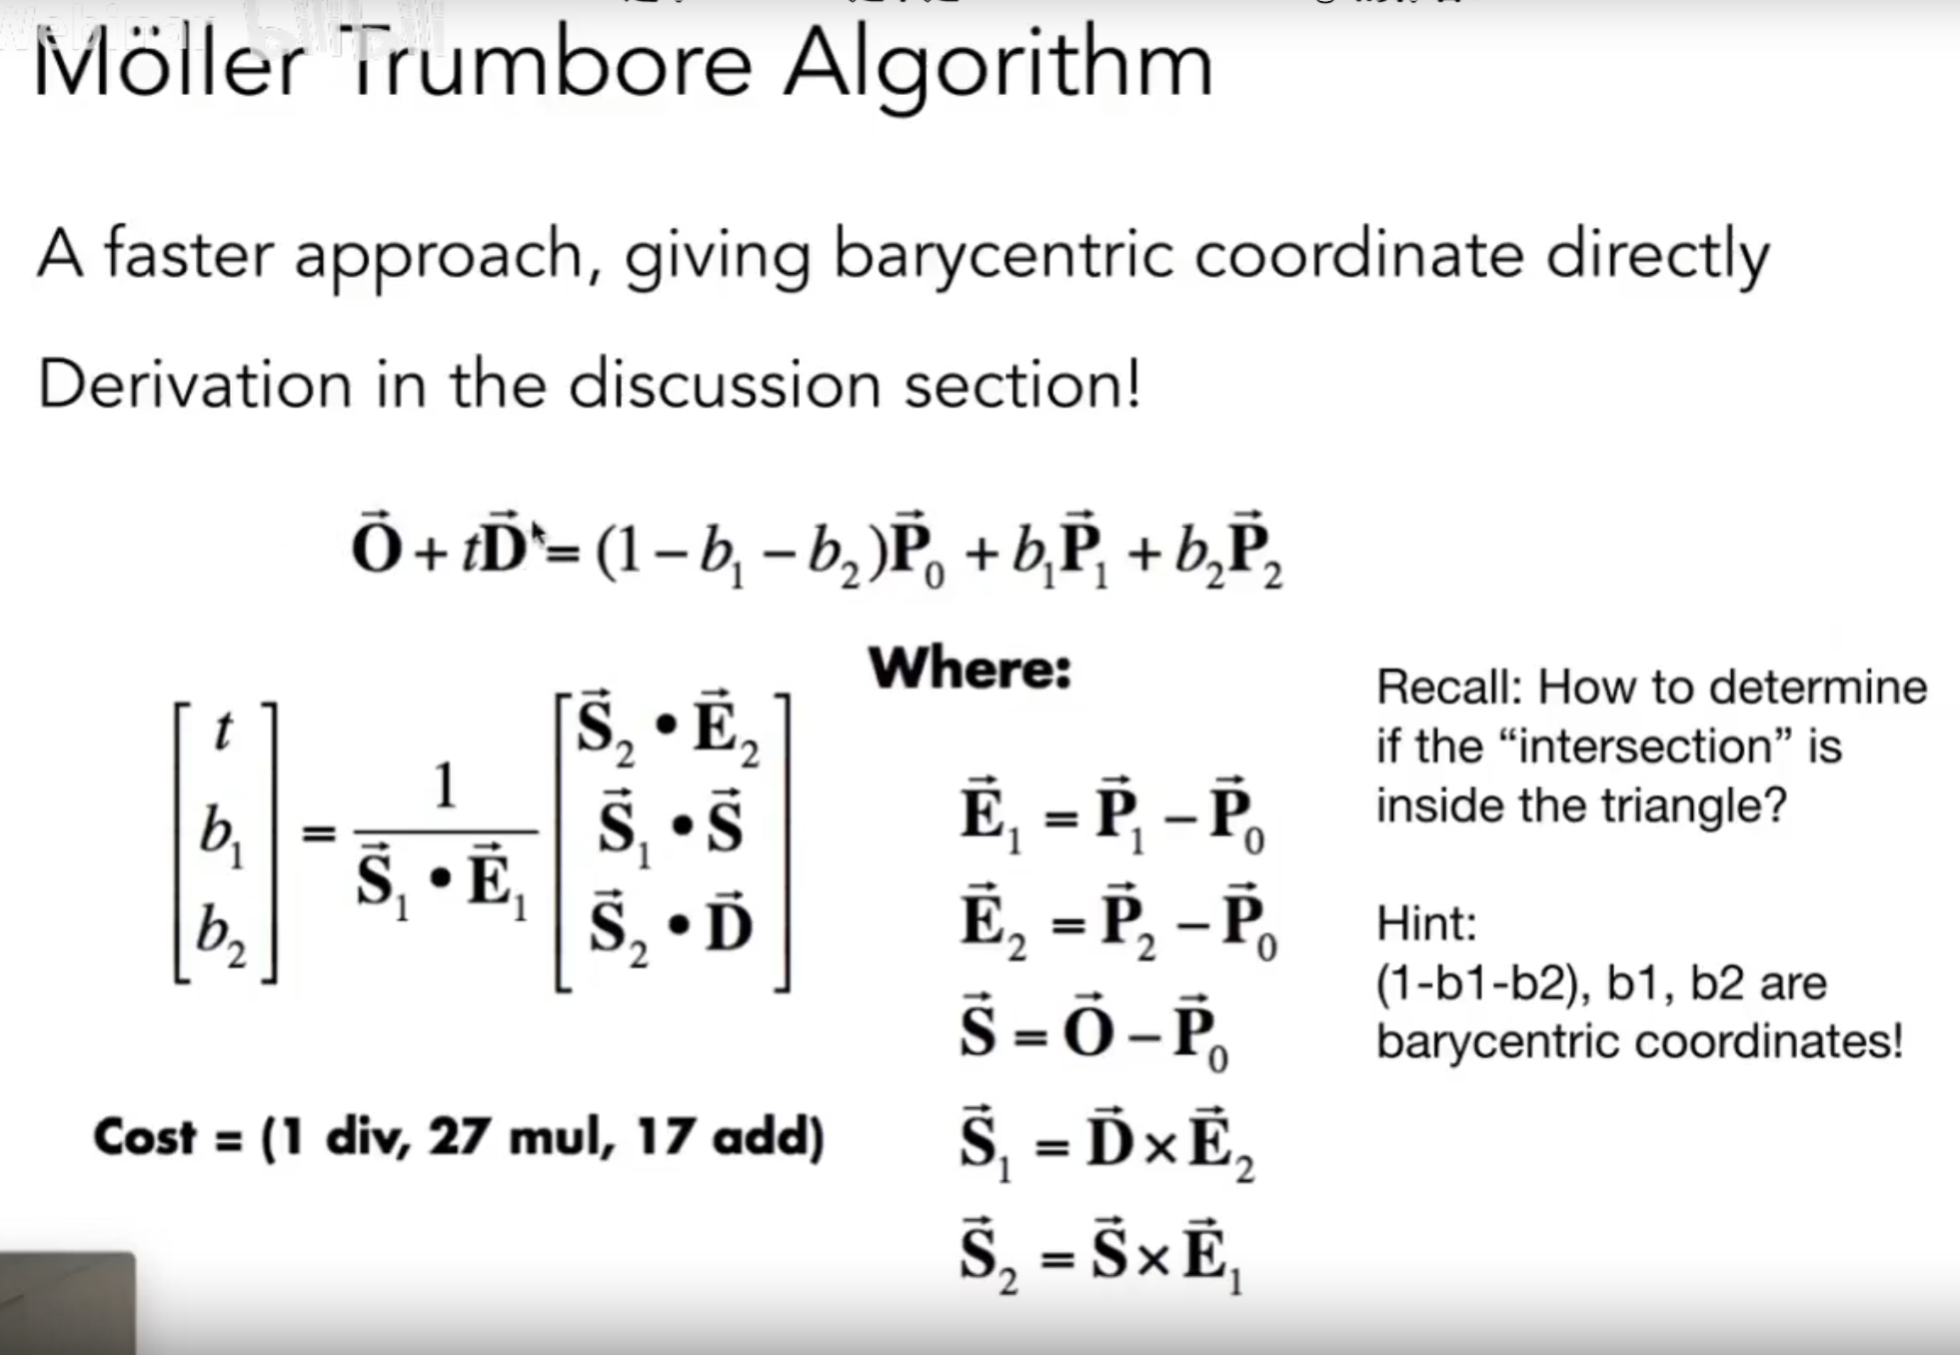 Möller Trumbore Algorithm
A faster approach, giving barycentric coordinate directly
Derivation in the discussion section!
$\vec{\mathbf{O}} + t\vec{\mathbf{D}} = (1 - b_1 - b_2)\vec{\mathbf{P}}_0 + b_1\vec{\mathbf{P}}_1 + b_2\vec{\mathbf{P}}_2$
$\begin{bmatrix} t \\ b_1 \\ b_2 \end{bmatrix} = \frac{1}{\vec{\mathbf{S}}_1 \bullet \vec{\mathbf{E}}_1} \begin{bmatrix} \vec{\mathbf{S}}_2 \bullet \vec{\mathbf{E}}_2 \\ \vec{\mathbf{S}}_1 \bullet \vec{\mathbf{S}} \\ \vec{\mathbf{S}}_2 \bullet \vec{\mathbf{D}} \end{bmatrix}$
Cost = (1 div, 27 mul, 17 add)
Where:
$\vec{\mathbf{E}}_1 = \vec{\mathbf{P}}_1 - \vec{\mathbf{P}}_0$
$\vec{\mathbf{E}}_2 = \vec{\mathbf{P}}_2 - \vec{\mathbf{P}}_0$
$\vec{\mathbf{S}} = \vec{\mathbf{O}} - \vec{\mathbf{P}}_0$
$\vec{\mathbf{S}}_1 = \vec{\mathbf{D}} \times \vec{\mathbf{E}}_2$
$\vec{\mathbf{S}}_2 = \vec{\mathbf{S}} \times \vec{\mathbf{E}}_1$
Recall: How to determine
if the “intersection” is
inside the triangle?
Hint:
(1-b1-b2), b1, b2 are
barycentric coordinates!